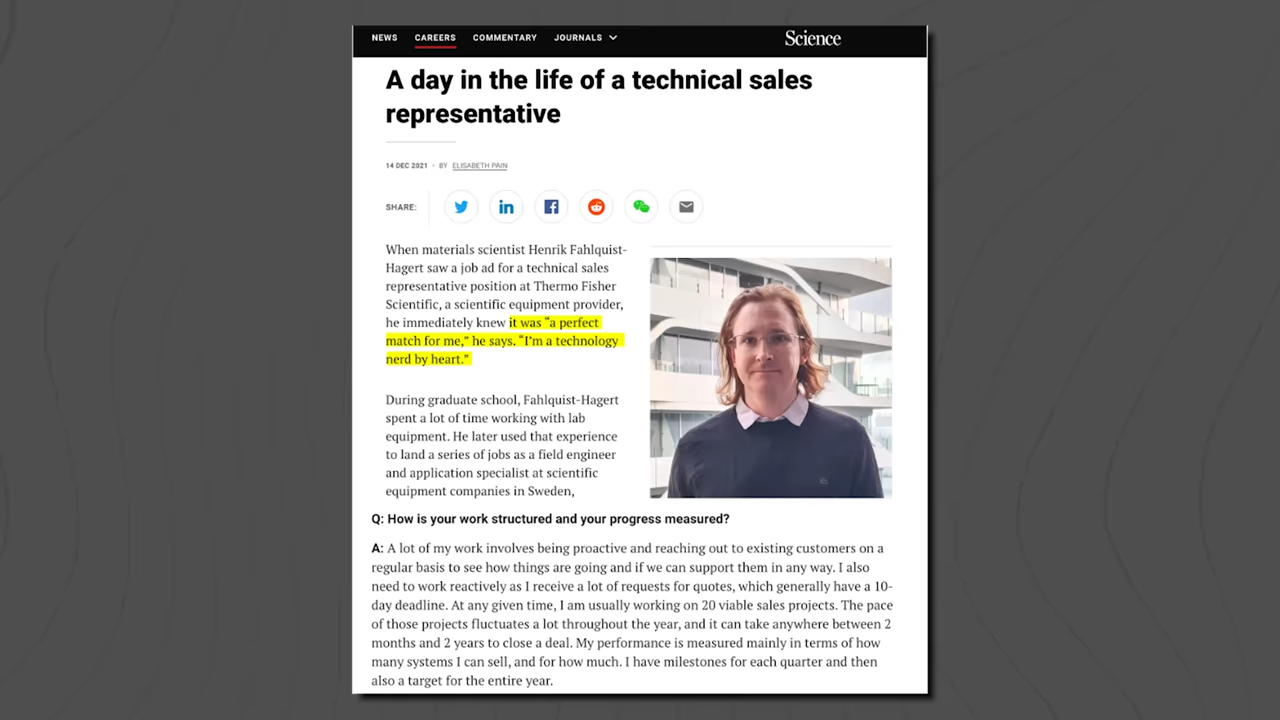 NEWS CAREERS COMMENTARY JOURNALS Science
A day in the life of a technical sales
representative
14 DEC 2021 · BY ELISABETH PAIN
SHARE:
When materials scientist Henrik Fahlquist-
Hagert saw a job ad for a technical sales
representative position at Thermo Fisher
Scientific, a scientific equipment provider,
he immediately knew it was “a perfect
match for me,” he says. “I’m a technology
nerd by heart.”
During graduate school, Fahlquist-Hagert
spent a lot of time working with lab
equipment. He later used that experience
to land a series of jobs as a field engineer
and application specialist at scientific
equipment companies in Sweden,
Q: How is your work structured and your progress measured?
A: A lot of my work involves being proactive and reaching out to existing customers on a
regular basis to see how things are going and if we can support them in any way. I also
need to work reactively as I receive a lot of requests for quotes, which generally have a 10-
day deadline. At any given time, I am usually working on 20 viable sales projects. The pace
of those projects fluctuates a lot throughout the year, and it can take anywhere between 2
months and 2 years to close a deal. My performance is measured mainly in terms of how
many systems I can sell, and for how much. I have milestones for each quarter and then
also a target for the entire year.